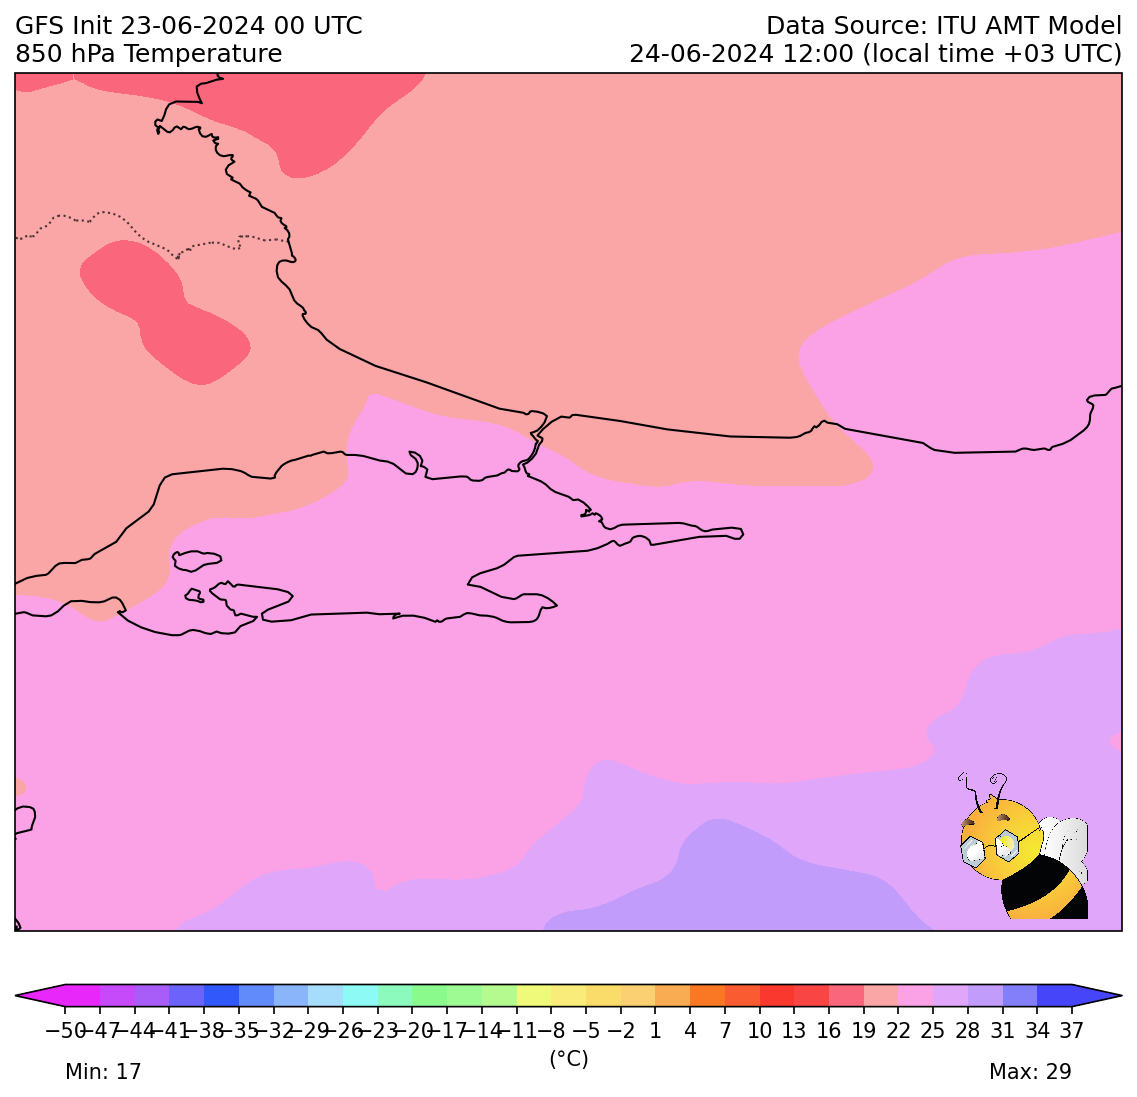 GFS Init 23-06-2024 00 UTC
Data Source: ITU AMT Model
850 hPa Temperature
24-06-2024 12:00 (local time +03 UTC)
−50 −47 −44 −41 −38 −35 −32 −29 −26 −23 −20 −17 −14 −11 −8 −5 −2 1 4 7 10 13 16 19 22 25 28 31 34 37
(°C)
Min: 17
Max: 29